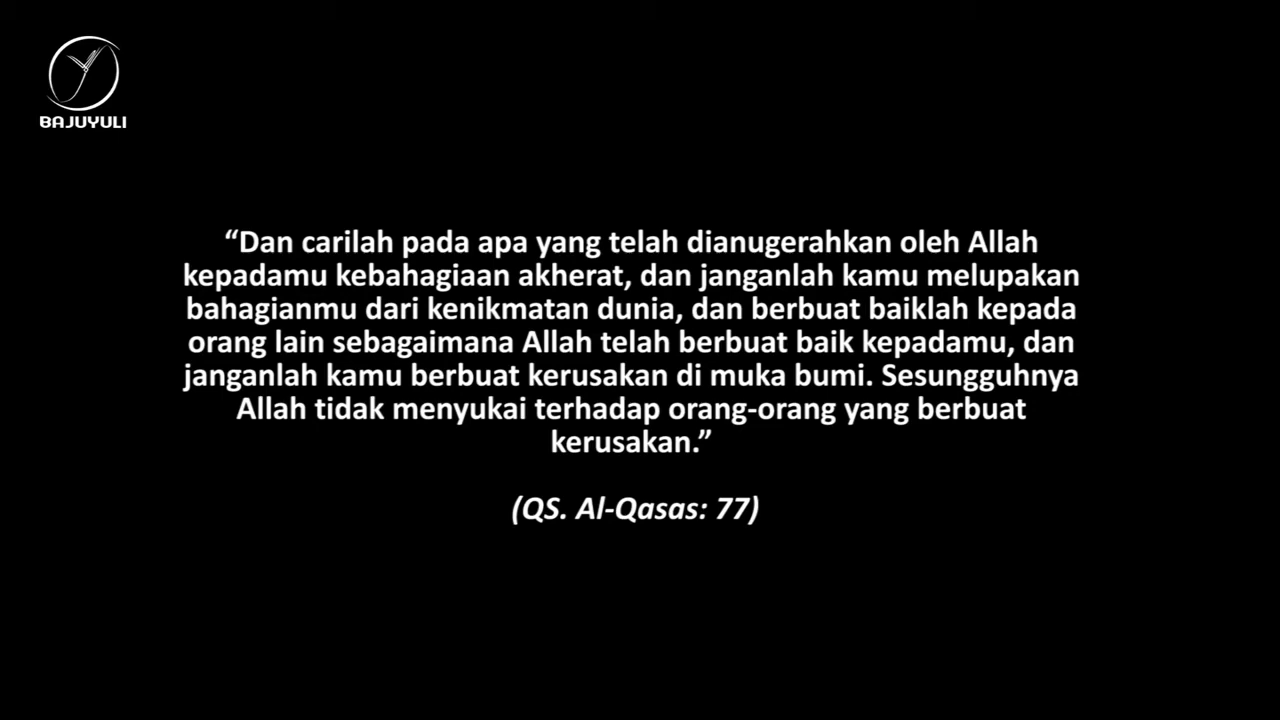 BAJUYULI
“Dan carilah pada apa yang telah dianugerahkan oleh Allah
kepadamu kebahagiaan akherat, dan janganlah kamu melupakan
bahagianmu dari kenikmatan dunia, dan berbuat baiklah kepada
orang lain sebagaimana Allah telah berbuat baik kepadamu, dan
janganlah kamu berbuat kerusakan di muka bumi. Sesungguhnya
Allah tidak menyukai terhadap orang-orang yang berbuat
kerusakan.”
(QS. Al-Qasas: 77)